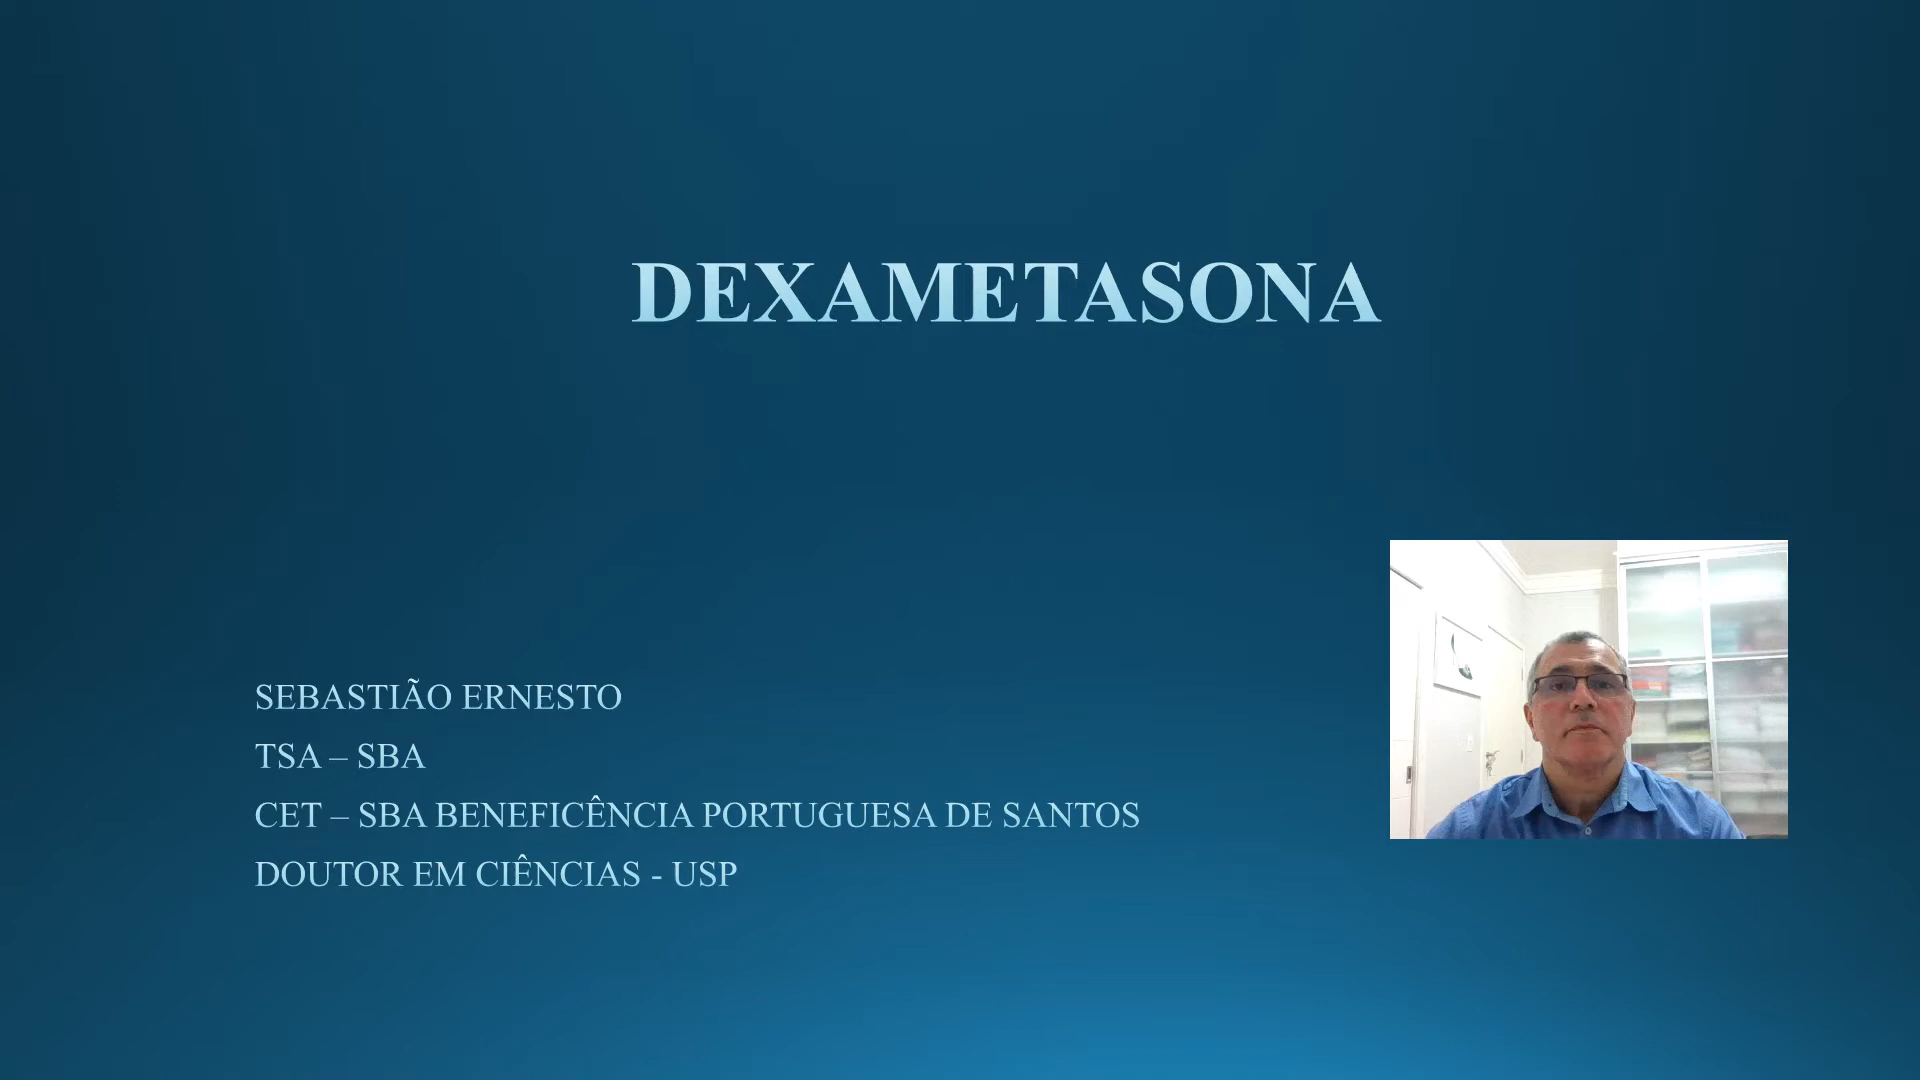 DEXAMETASONA
SEBASTIÃO ERNESTO
TSA – SBA
CET – SBA BENEFICÊNCIA PORTUGUESA DE SANTOS
DOUTOR EM CIÊNCIAS - USP